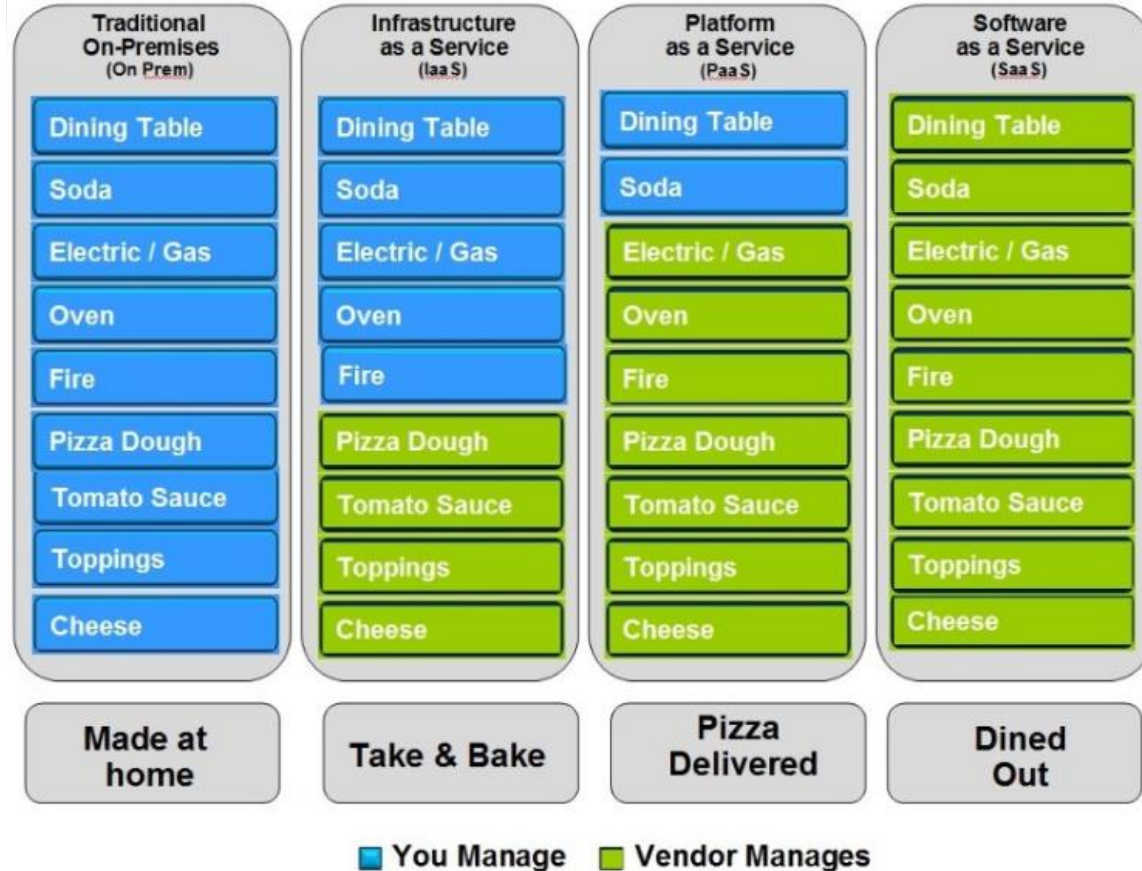 Traditional
On-Premises
(On Prem)
Dining Table
Soda
Electric / Gas
Oven
Fire
Pizza Dough
Tomato Sauce
Toppings
Cheese
Made at
home
Infrastructure
as a Service
(IaaS)
Dining Table
Soda
Electric / Gas
Oven
Fire
Pizza Dough
Tomato Sauce
Toppings
Cheese
Take & Bake
Platform
as a Service
(PaaS)
Dining Table
Soda
Electric / Gas
Oven
Fire
Pizza Dough
Tomato Sauce
Toppings
Cheese
Pizza
Delivered
Software
as a Service
(SaaS)
Dining Table
Soda
Electric / Gas
Oven
Fire
Pizza Dough
Tomato Sauce
Toppings
Cheese
Dined
Out
You Manage
Vendor Manages